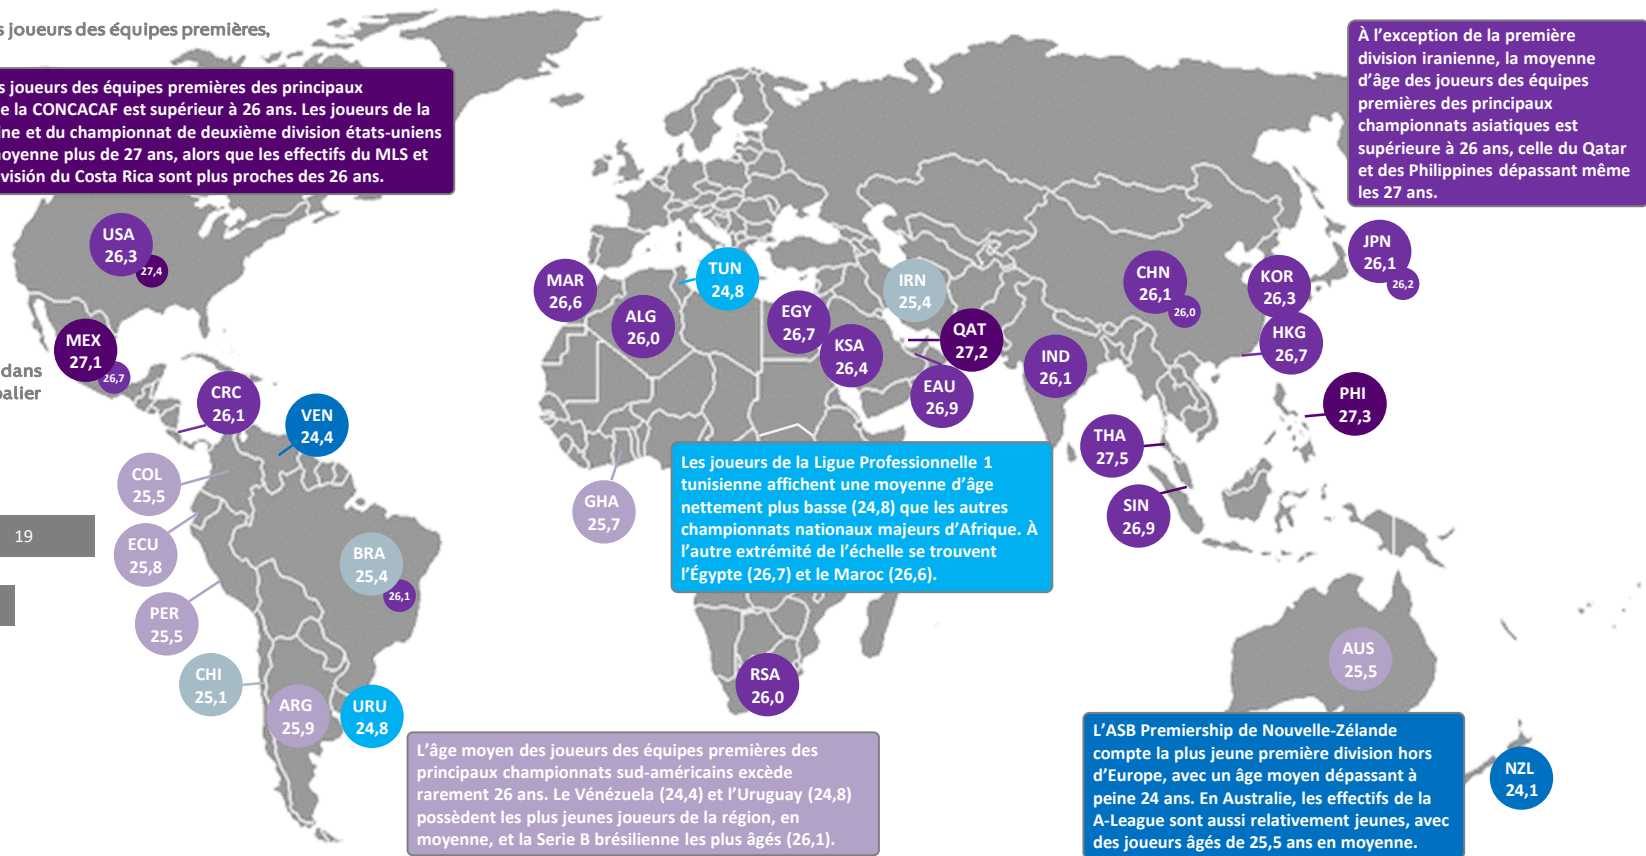 s joueurs des équipes premières,
s joueurs des équipes premières des principaux
e la CONCACAF est supérieur à 26 ans. Les joueurs de la
ine et du championnat de deuxième division états-uniens
noyenne plus de 27 ans, alors que les effectifs du MLS et
visión du Costa Rica sont plus proches des 26 ans.
À l'exception de la première
division iranienne, la moyenne
d'âge des joueurs des équipes
premières des principaux
championnats asiatiques est
supérieure à 26 ans, celle du Qatar
et des Philippines dépassant même
les 27 ans.
USA
26,3
27,4
MEX
27,1
26,7
dans
palier
CRC
26,1
VEN
24,4
COL
25,5
ECU
25,8
19
PER
25,5
BRA
25,4
26,1
CHI
25,1
ARG
25,9
URU
24,8
MAR
26,6
ALG
26,0
TUN
24,8
EGY
26,7
KSA
26,4
IRN
25,4
QAT
27,2
EAU
26,9
IND
26,1
CHN
26,1
26,0
KOR
26,3
JPN
26,1
26,2
HKG
26,7
PHI
27,3
THA
27,5
SIN
26,9
GHA
25,7
Les joueurs de la Ligue Professionnelle 1
tunisienne affichent une moyenne d'âge
nettement plus basse (24,8) que les autres
championnats nationaux majeurs d'Afrique. À
l'autre extrémité de l'échelle se trouvent
l'Égypte (26,7) et le Maroc (26,6).
RSA
26,0
AUS
25,5
NZL
24,1
L'âge moyen des joueurs des équipes premières des
principaux championnats sud-américains excède
rarement 26 ans. Le Vénézuela (24,4) et l'Uruguay (24,8)
possèdent les plus jeunes joueurs de la région, en
moyenne, et la Serie B brésilienne les plus âgés (26,1).
L'ASB Premiership de Nouvelle-Zélande
compte la plus jeune première division hors
d'Europe, avec un âge moyen dépassant à
peine 24 ans. En Australie, les effectifs de la
A-League sont aussi relativement jeunes, avec
des joueurs âgés de 25,5 ans en moyenne.